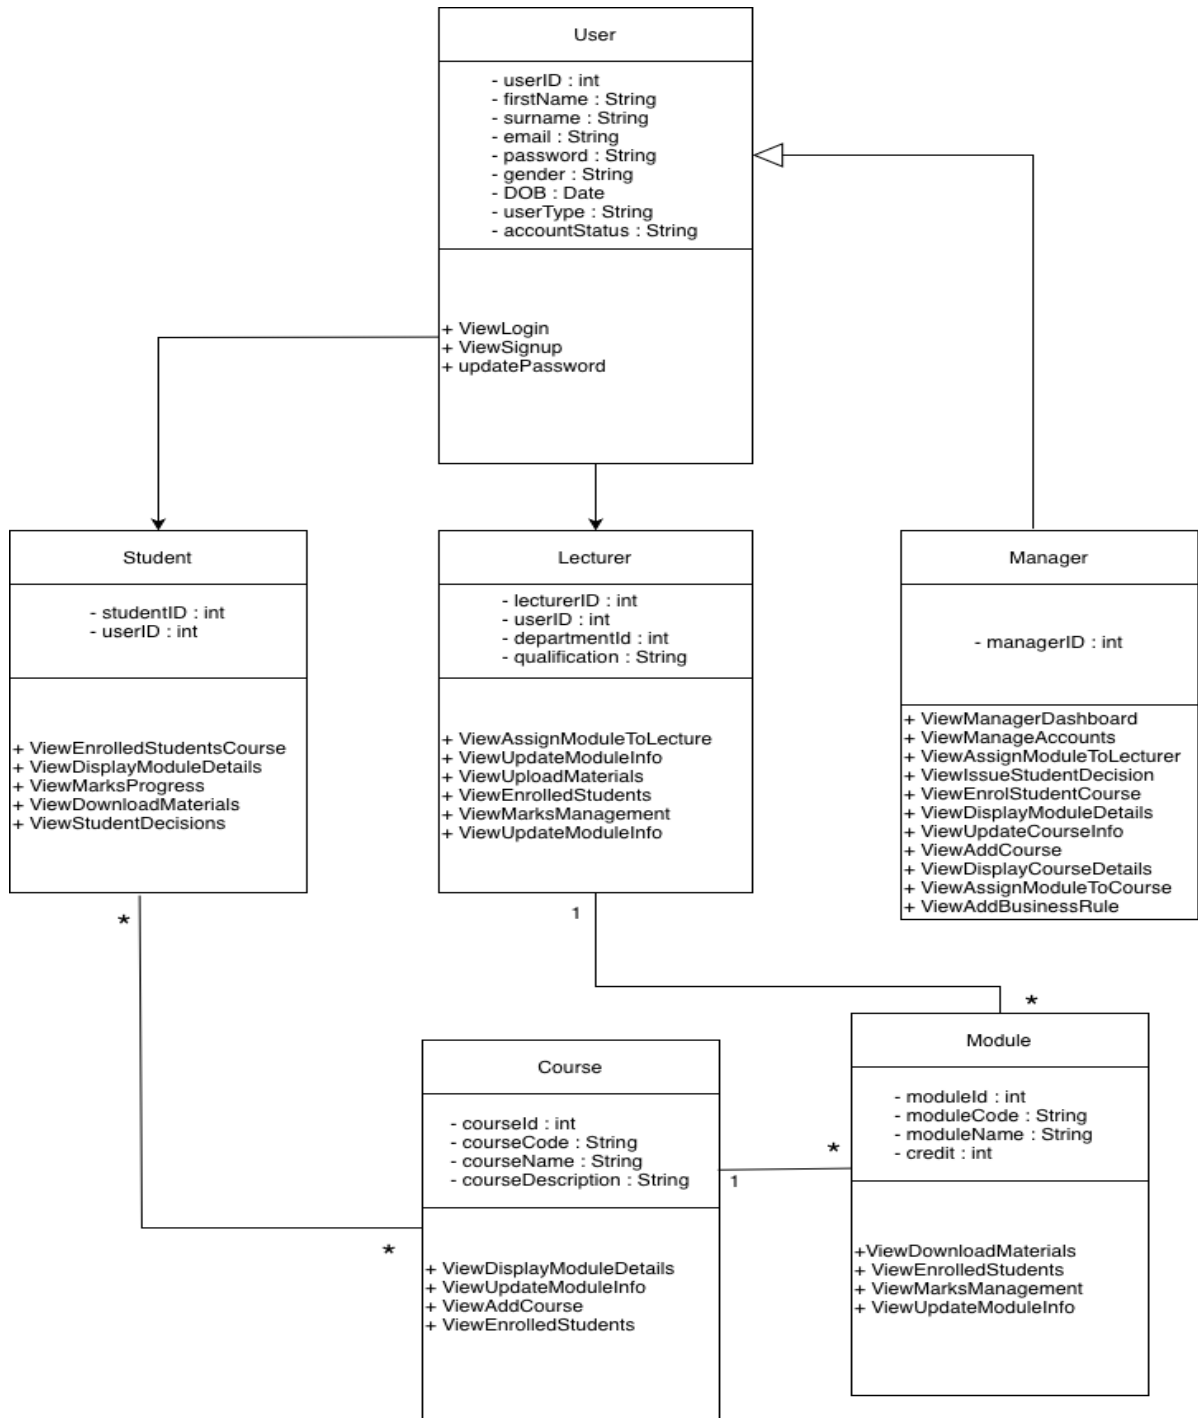 User
- userID : int
- firstName : String
- surname : String
- email : String
- password : String
- gender : String
- DOB : Date
- userType : String
- accountStatus : String
+ ViewLogin
+ ViewSignup
+ updatePassword
Student
- studentID : int
- userID : int
+ ViewEnrolledStudentsCourse
+ ViewDisplayModuleDetails
+ ViewMarksProgress
+ ViewDownloadMaterials
+ ViewStudentDecisions
Lecturer
- lecturerID : int
- userID : int
- departmentId : int
- qualification : String
+ ViewAssignModuleToLecture
+ ViewUpdateModuleInfo
+ ViewUploadMaterials
+ ViewEnrolledStudents
+ ViewMarksManagement
+ ViewUpdateModuleInfo
Manager
- managerID : int
+ ViewManagerDashboard
+ ViewManageAccounts
+ ViewAssignModuleToLecturer
+ ViewIssueStudentDecision
+ ViewEnrolStudentCourse
+ ViewDisplayModuleDetails
+ ViewUpdateCourseInfo
+ ViewAddCourse
+ ViewDisplayCourseDetails
+ ViewAssignModuleToCourse
+ ViewAddBusinessRule
*
1
*
Course
- courseId : int
- courseCode : String
- courseName : String
- courseDescription : String
+ ViewDisplayModuleDetails
+ ViewUpdateModuleInfo
+ ViewAddCourse
+ ViewEnrolledStudents
*
1
*
Module
- moduleId : int
- moduleCode : String
- moduleName : String
- credit : int
+ViewDownloadMaterials
+ ViewEnrolledStudents
+ ViewMarksManagement
+ ViewUpdateModuleInfo